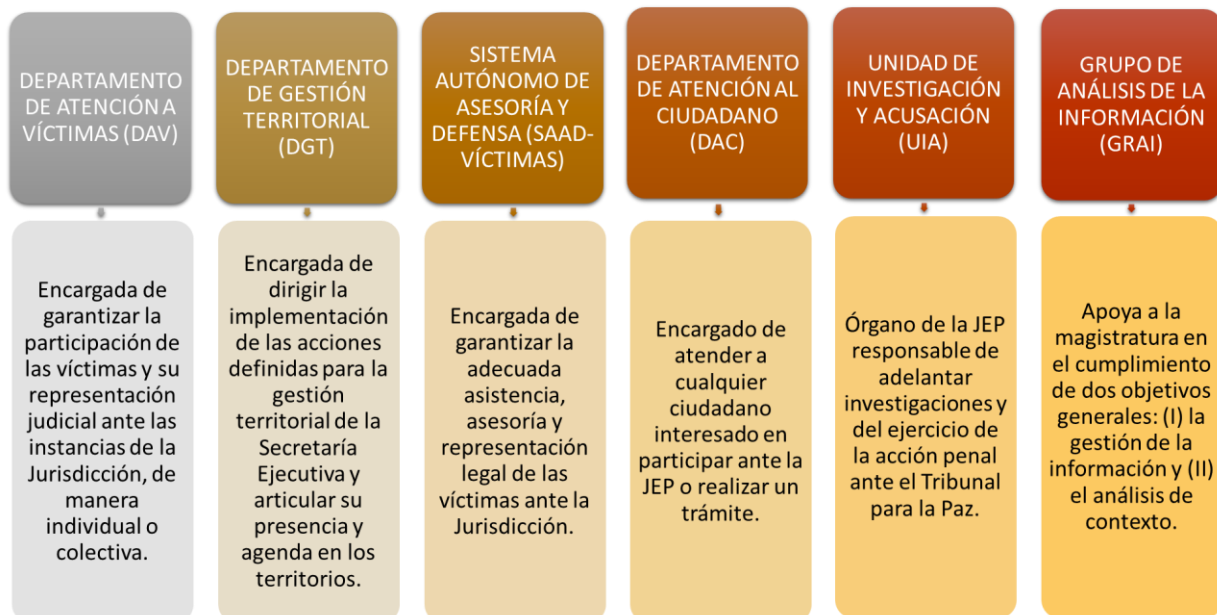 DEPARTAMENTO
DE ATENCIÓN A
VÍCTIMAS (DAV)
Encargada de
garantizar la
participación de
las víctimas y su
representación
judicial ante las
instancias de la
Jurisdicción, de
manera
individual o
colectiva.
DEPARTAMENTO
DE GESTIÓN
TERRITORIAL
(DGT)
Encargada de
dirigir la
implementación
de las acciones
definidas para la
gestión
territorial de la
Secretaría
Ejecutiva y
articular su
presencia y
agenda en los
territorios.
SISTEMA
AUTÓNOMO DE
ASESORÍA Y
DEFENSA (SAAD-
VÍCTIMAS)
Encargada de
garantizar la
adecuada
asistencia,
asesoría y
representación
legal de las
víctimas ante la
Jurisdicción.
DEPARTAMENTO
DE ATENCIÓN AL
CIUDADANO
(DAC)
Encargado de
atender a
cualquier
ciudadano
interesado en
participar ante la
JEP o realizar un
trámite.
UNIDAD DE
INVESTIGACIÓN
Y ACUSACIÓN
(UIA)
Órgano de la JEP
responsable de
adelantar
investigaciones y
del ejercicio de
la acción penal
ante el Tribunal
para la Paz.
GRUPO DE
ANÁLISIS DE LA
INFORMACIÓN
(GRAI)
Apoya a la
magistratura en
el cumplimiento
de dos objetivos
generales: (I) la
gestión de la
información y (II)
el análisis de
contexto.